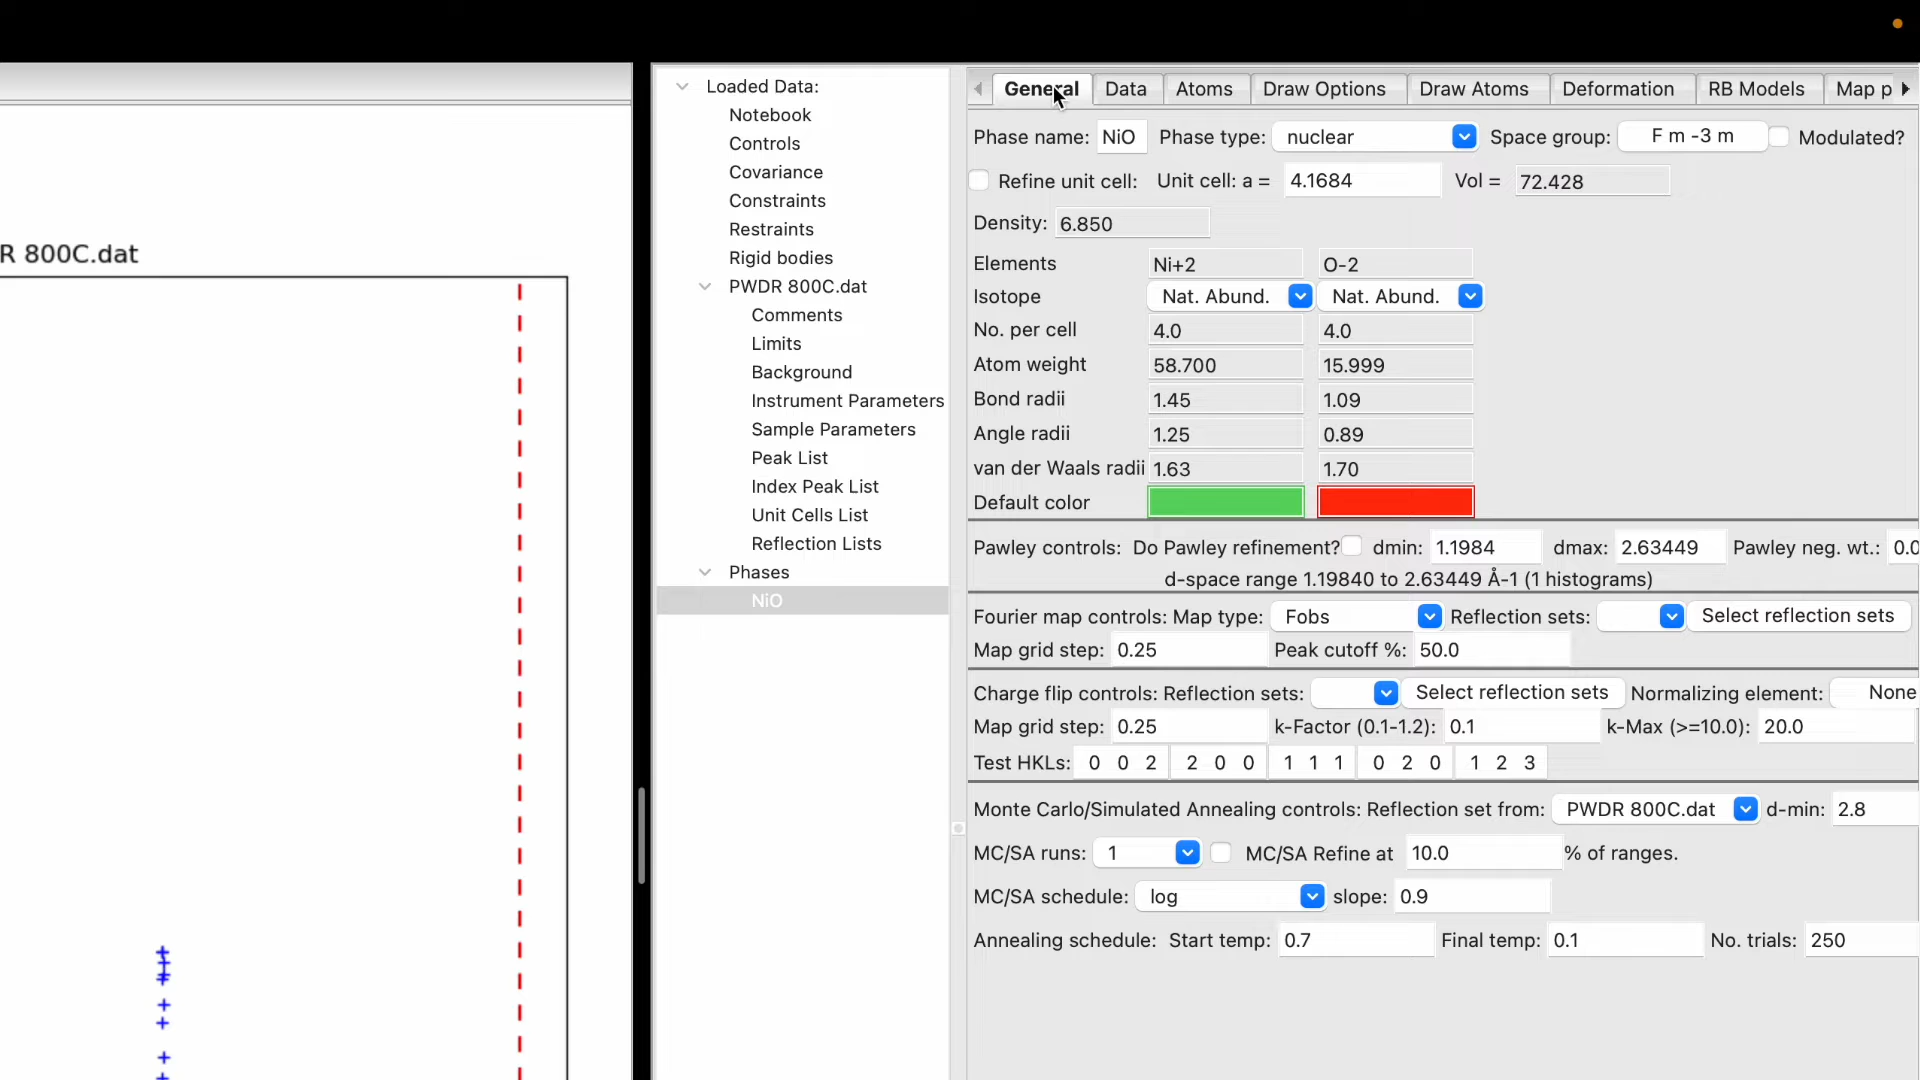 R 800C.dat
Loaded Data:
Notebook
Controls
Covariance
Constraints
Restraints
Rigid bodies
PWDR 800C.dat
Comments
Limits
Background
Instrument Parameters
Sample Parameters
Peak List
Index Peak List
Unit Cells List
Reflection Lists
Phases
NiO
General Data Atoms Draw Options Draw Atoms Deformation RB Models Map p
Phase name: NiO Phase type: nuclear Space group: F m -3 m Modulated?
Refine unit cell: Unit cell: a = 4.1684 Vol = 72.428
Density: 6.850
Elements Ni+2 O-2
Isotope Nat. Abund. Nat. Abund.
No. per cell 4.0 4.0
Atom weight 58.700 15.999
Bond radii 1.45 1.09
Angle radii 1.25 0.89
van der Waals radii 1.63 1.70
Default color
Pawley controls: Do Pawley refinement? dmin: 1.1984 dmax: 2.63449 Pawley neg. wt.: 0.0
d-space range 1.19840 to 2.63449 Å-1 (1 histograms)
Fourier map controls: Map type: Fobs Reflection sets: Select reflection sets
Map grid step: 0.25 Peak cutoff %: 50.0
Charge flip controls: Reflection sets: Select reflection sets Normalizing element: None
Map grid step: 0.25 k-Factor (0.1-1.2): 0.1 k-Max (>=10.0): 20.0
Test HKLs: 0 0 2 2 0 0 1 1 1 0 2 0 1 2 3
Monte Carlo/Simulated Annealing controls: Reflection set from: PWDR 800C.dat d-min: 2.8
MC/SA runs: 1 MC/SA Refine at 10.0 % of ranges.
MC/SA schedule: log slope: 0.9
Annealing schedule: Start temp: 0.7 Final temp: 0.1 No. trials: 250